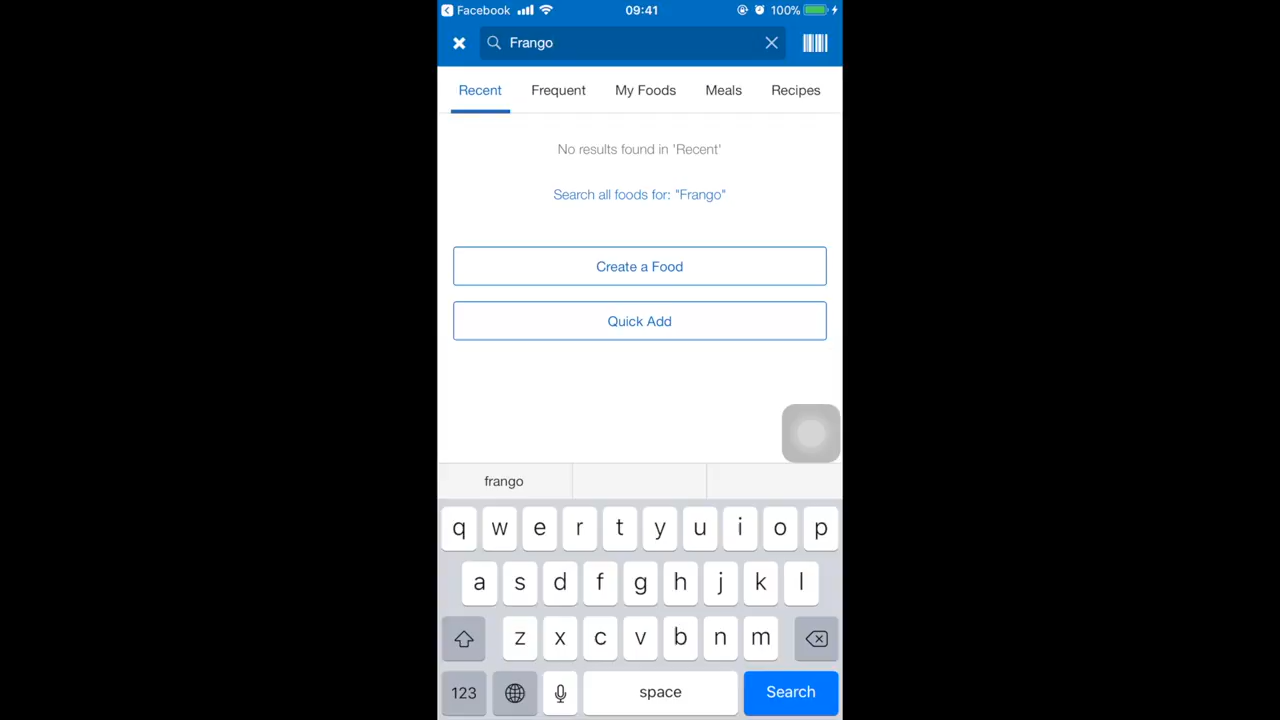 Facebook 09:41 100%
Frango
Recent Frequent My Foods Meals Recipes
No results found in 'Recent'
Search all foods for: "Frango"
Create a Food
Quick Add
frango
q w e r t y u i o p
a s d f g h j k l
z x c v b n m
123 space Search